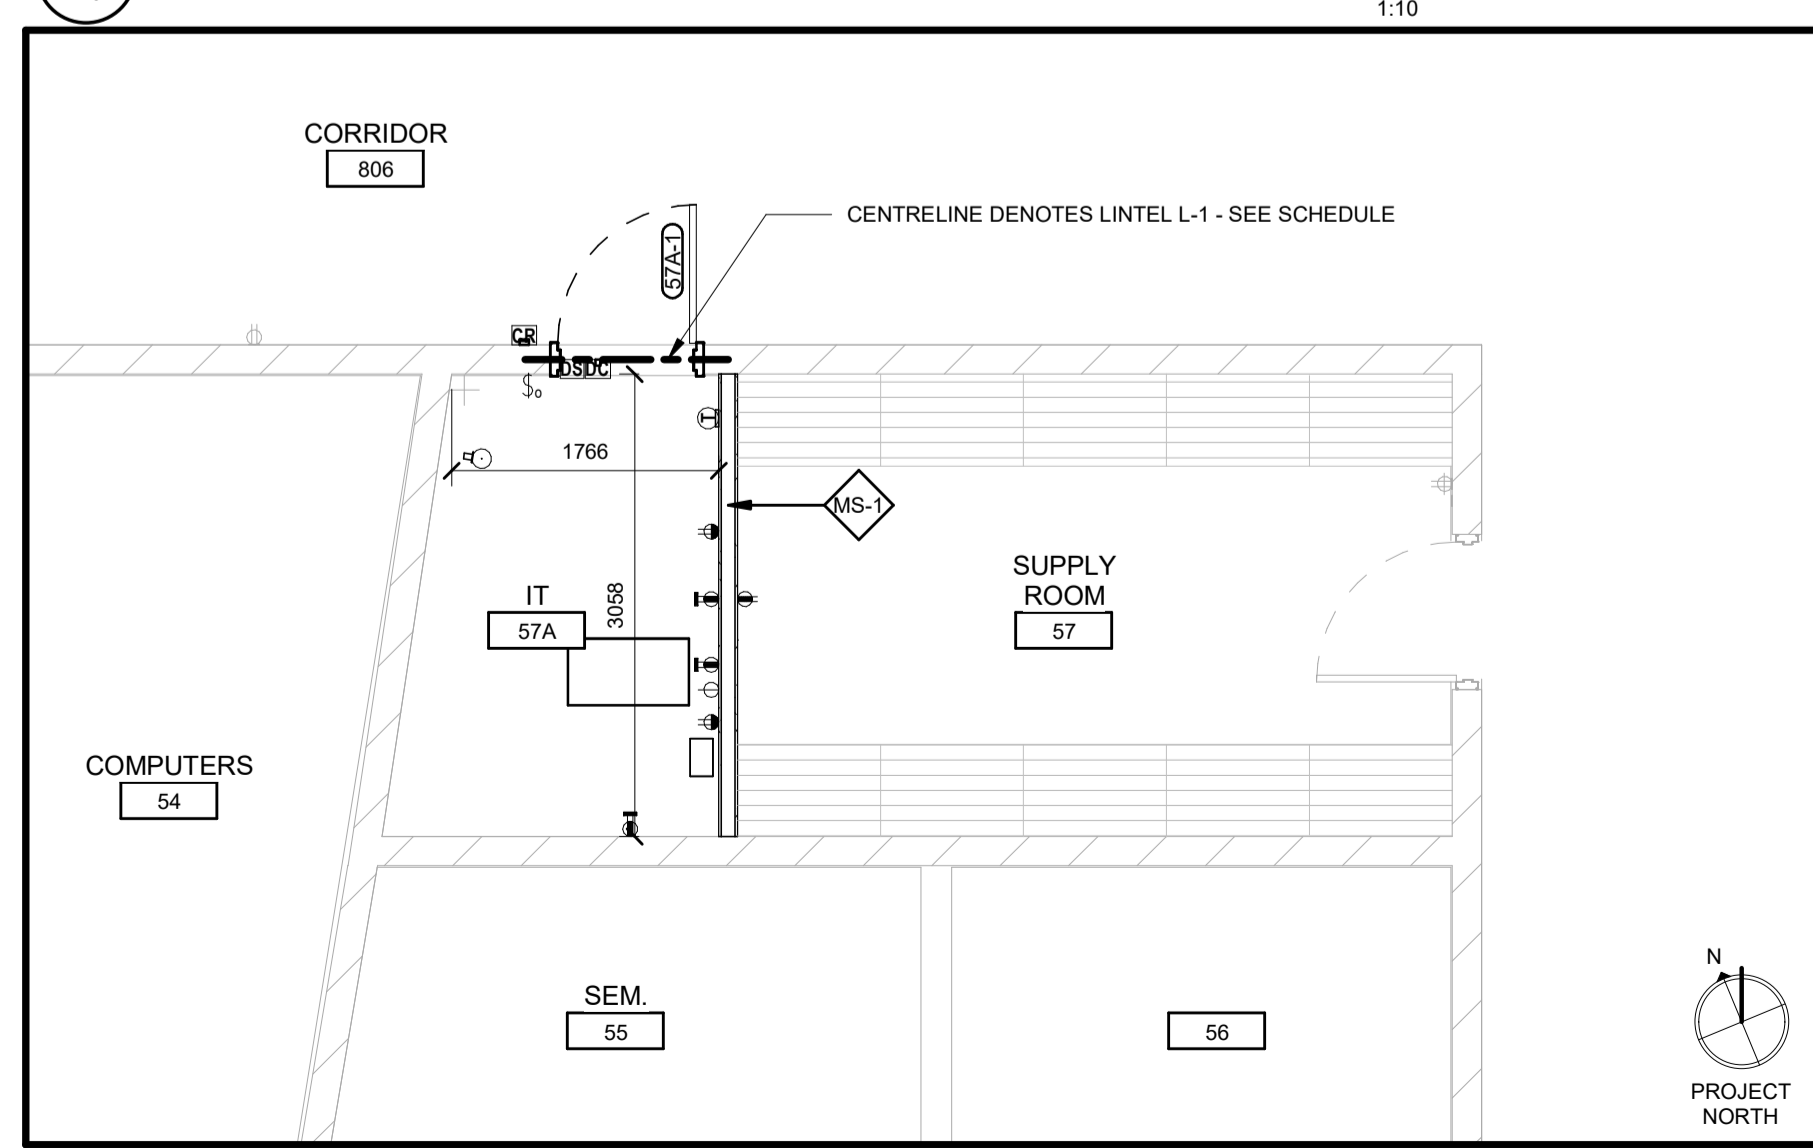 1:10
CORRIDOR
806
CENTRELINE DENOTES LINTEL L-1 - SEE SCHEDULE
57A-1
CR
DS DC
$o
T
1766
MS-1
3058
IT
57A
SUPPLY
ROOM
57
COMPUTERS
54
SEM.
55
56
N
PROJECT
NORTH